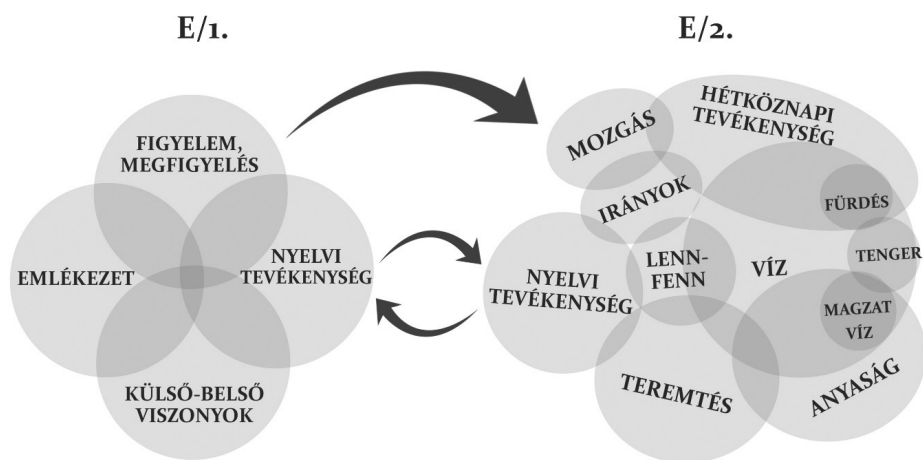 E/1.
FIGYELEM,
MEGFIGYELÉS
EMLÉKEZET
NYELVI
TEVÉKENYSÉG
KÜLSŐ-BELSŐ
VISZONYOK
E/2.
MOZGÁS
HÉTKÖZNAPI
TEVÉKENYSÉG
IRÁNYOK
FÜRDÉS
NYELVI
TEVÉKENYSÉG
LENN-
FENN
VÍZ
TENGER
MAGZAT
VÍZ
TEREMTÉS
ANYASÁG